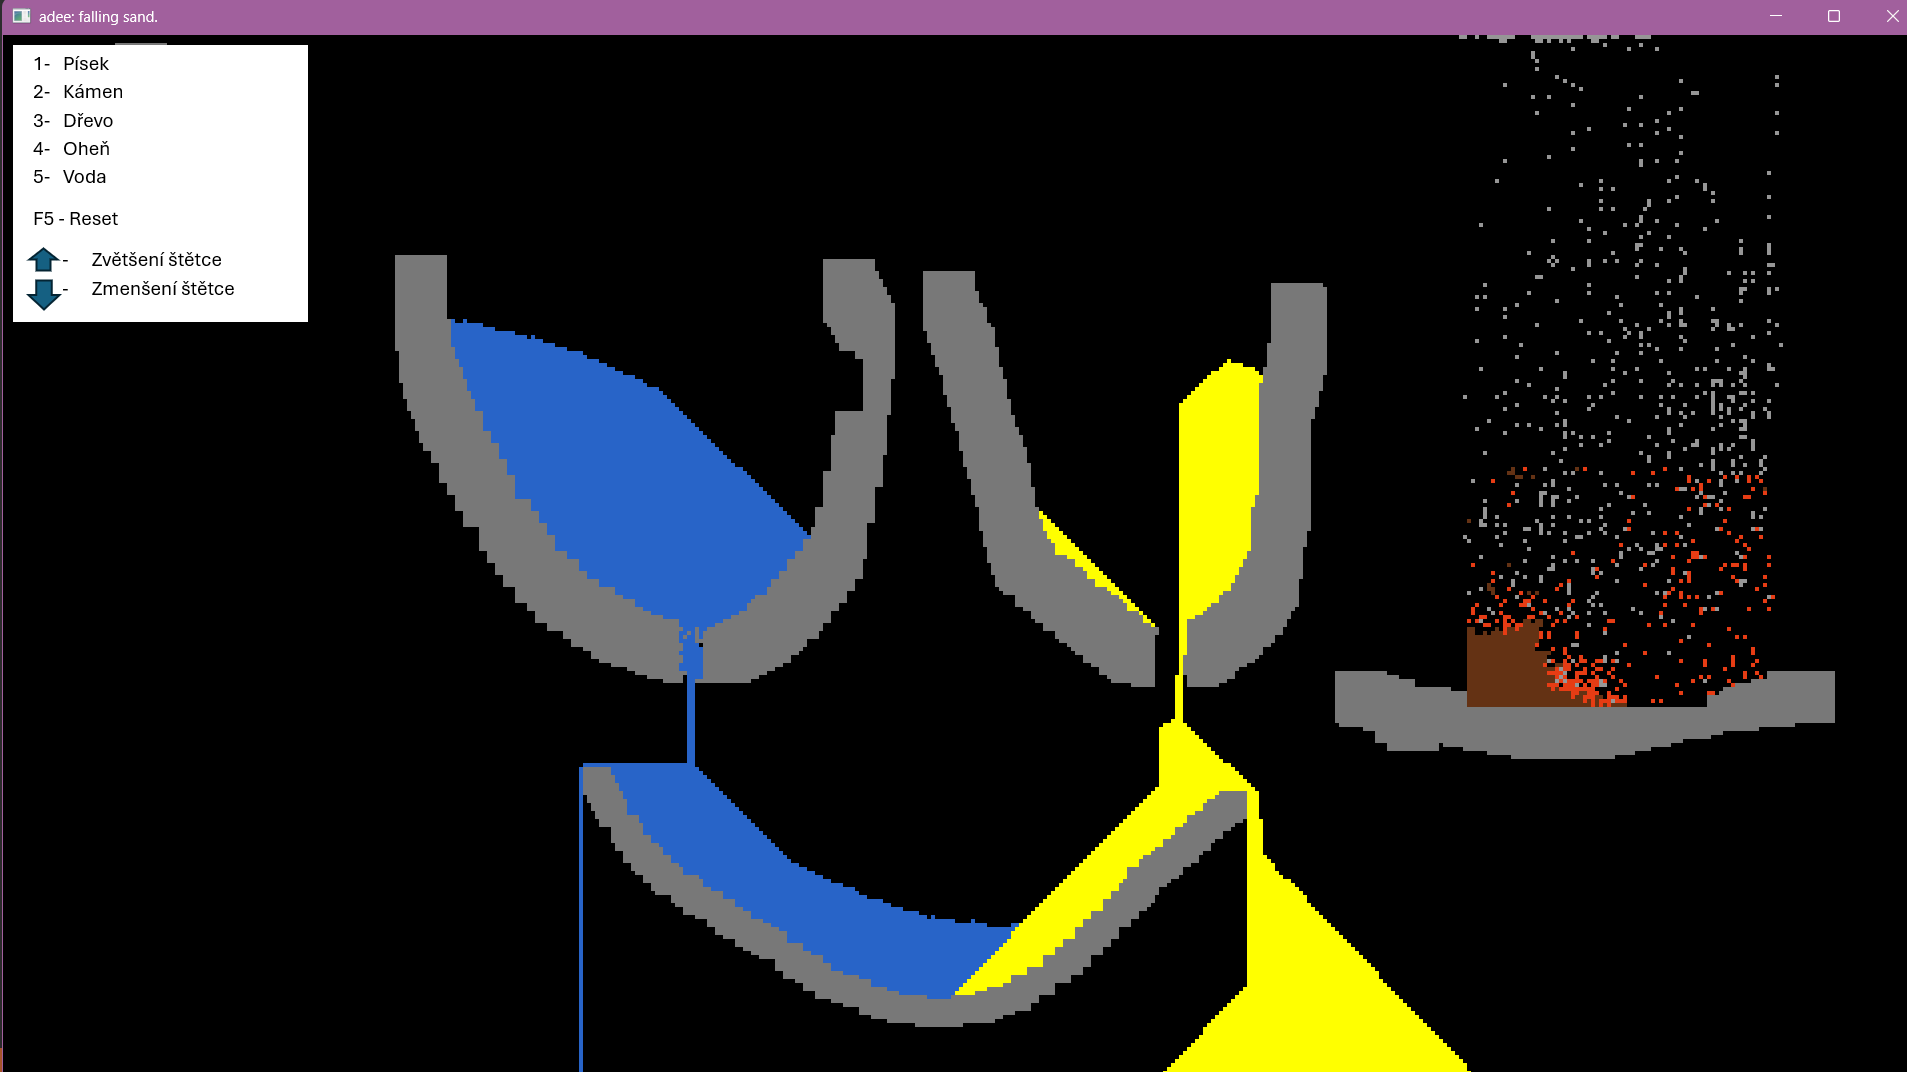 adee: falling sand.
1- Písek
2- Kámen
3- Dřevo
4- Oheň
5- Voda
F5 - Reset
- Zvětšení štětce
- Zmenšení štětce